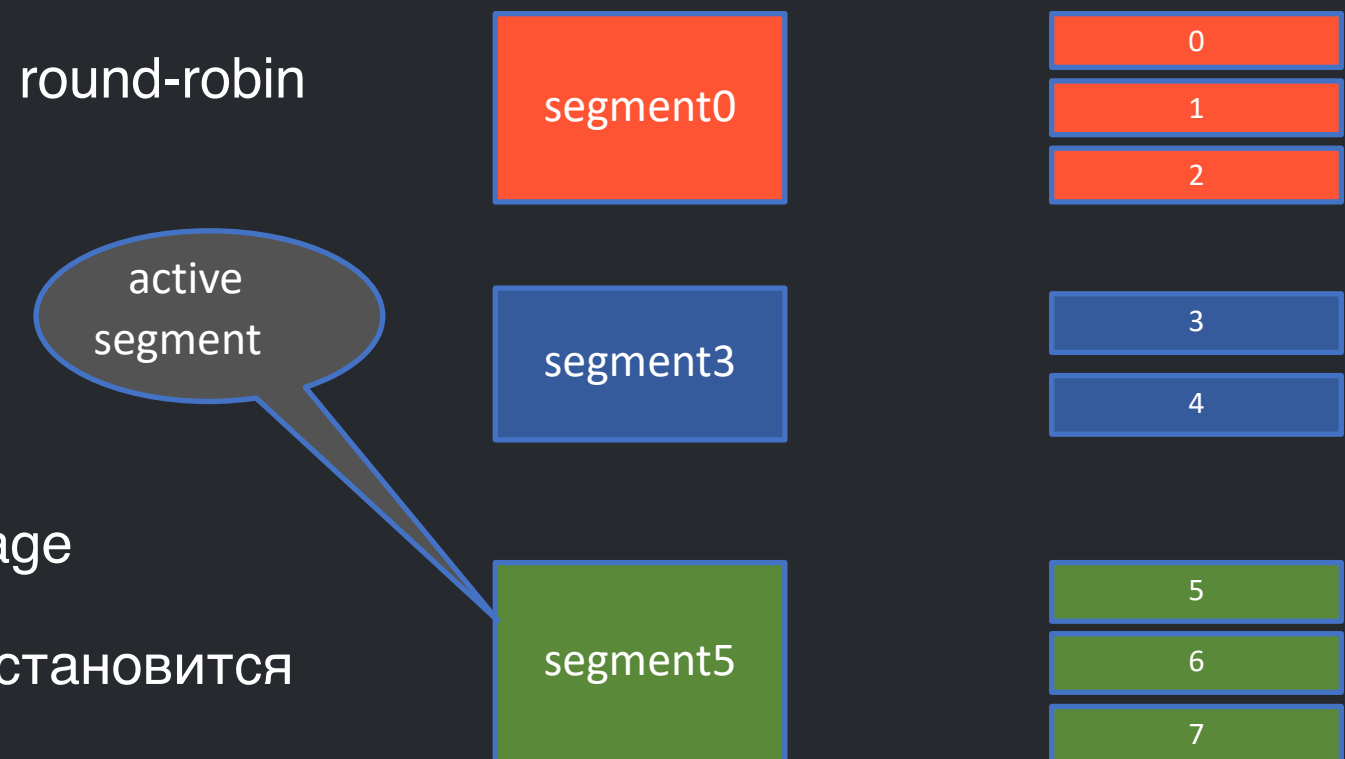 round-robin
segment0
0
1
2
active
segment
segment3
3
4
age
становится
segment5
5
6
7